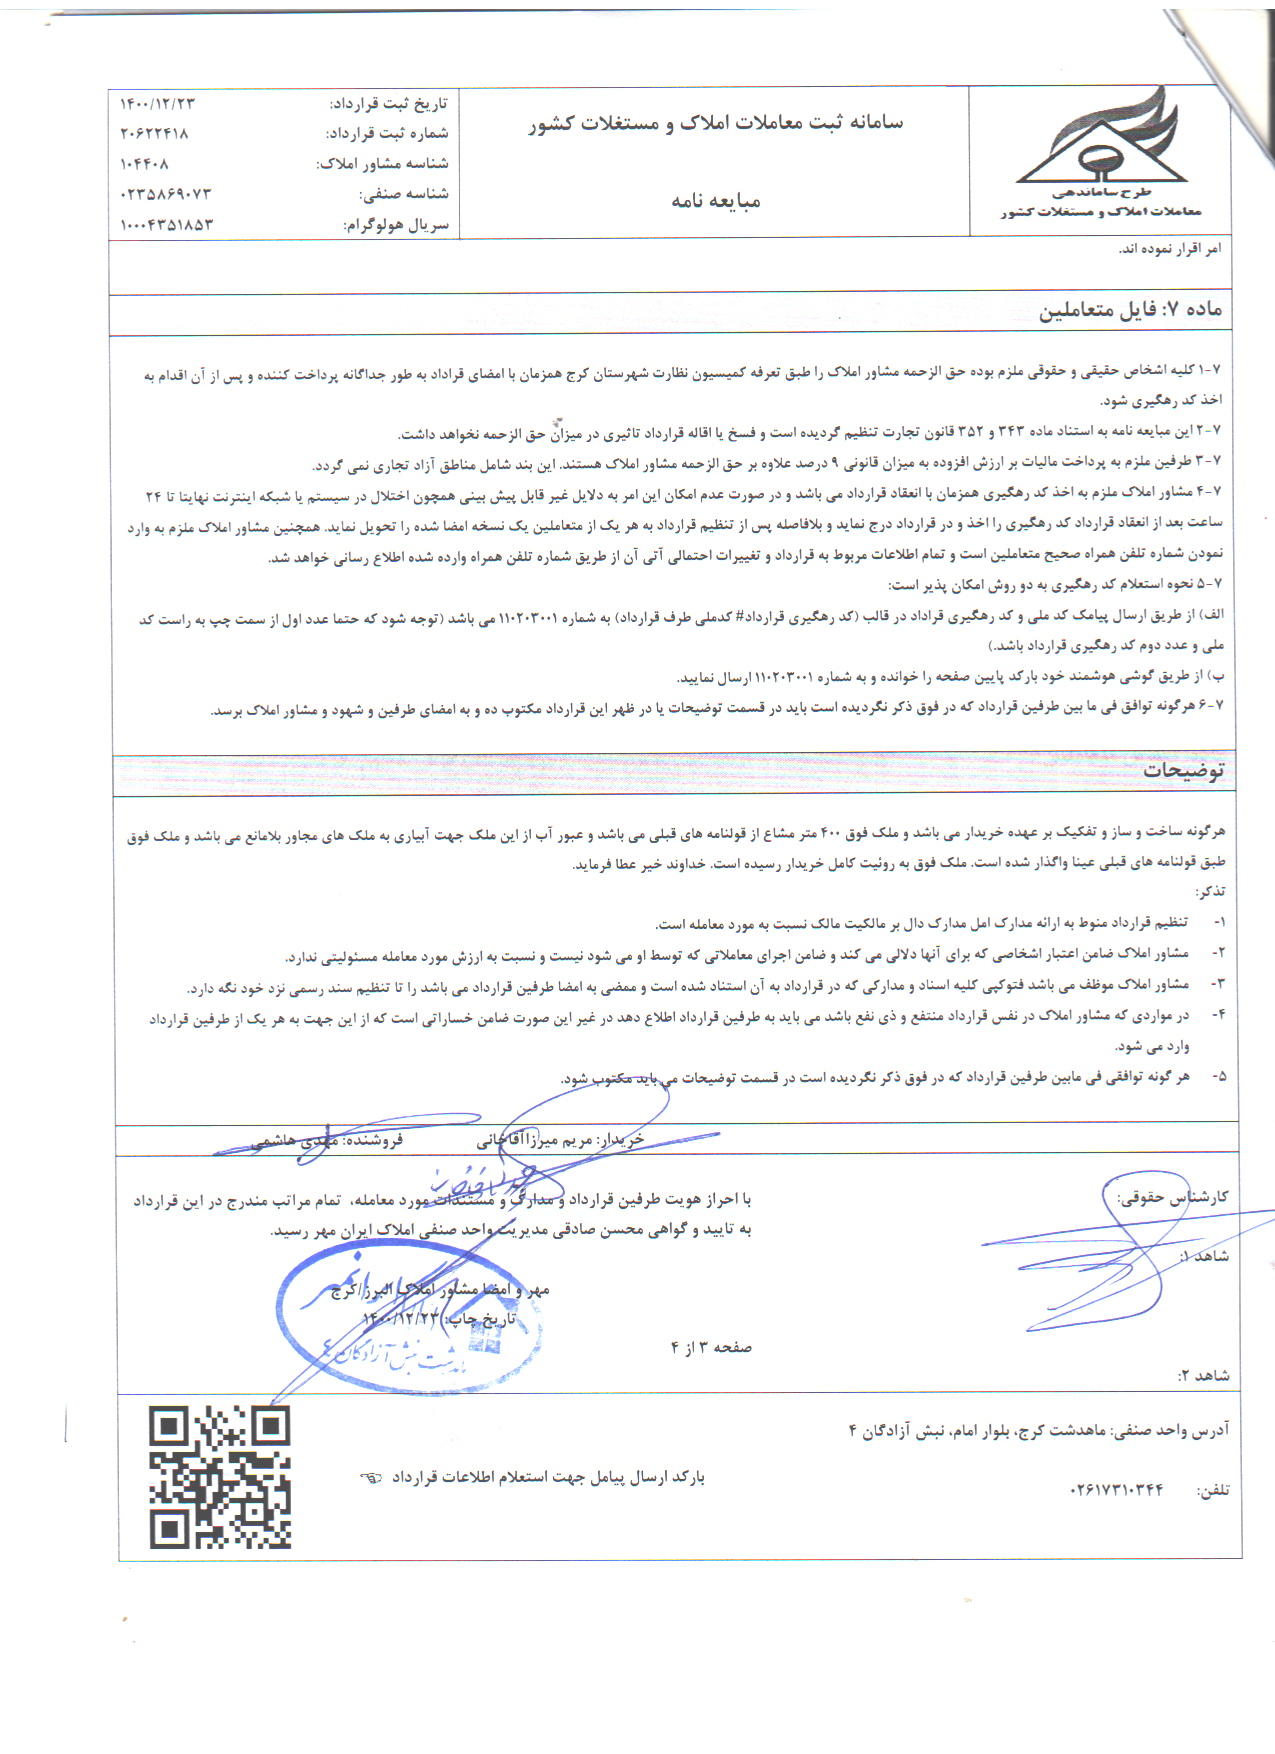 طرح ساماندهی
معاملات املاک و مستغلات کشور
سامانه ثبت معاملات املاک و مستغلات کشور
مبایعه نامه
تاریخ ثبت قرارداد: ۱۴۰۰/۱۲/۲۳
شماره ثبت قرارداد: ۲۰۶۲۲۴۱۸
شناسه مشاور املاک: ۱۰۴۴۰۸
شناسه صنفی: ۰۲۳۵۸۶۹۰۷۳
سریال هولوگرام: ۱۰۰۰۴۳۵۱۸۵۳
امر اقرار نموده اند.
ماده ۷: فایل متعاملین
۷-۱ کلیه اشخاص حقیقی و حقوقی ملزم بوده حق الزحمه مشاور املاک را طبق تعرفه کمیسیون نظارت شهرستان کرج همزمان با امضای قراداد به طور جداگانه پرداخت کننده و پس از آن اقدام به
اخذ کد رهگیری شود.
۷-۲ این مبایعه نامه به استناد ماده ۳۴۳ و ۳۵۲ قانون تجارت تنظیم گردیده است و فسخ یا اقاله قرارداد تاثیری در میزان حق الزحمه نخواهد داشت.
۷-۳ طرفین ملزم به پرداخت مالیات بر ارزش افزوده به میزان قانونی ۹ درصد علاوه بر حق الزحمه مشاور املاک هستند. این بند شامل مناطق آزاد تجاری نمی گردد.
۷-۴ مشاور املاک ملزم به اخذ کد رهگیری همزمان با انعقاد قرارداد می باشد و در صورت عدم امکان این امر به دلایل غیر قابل پیش بینی همچون اختلال در سیستم یا شبکه اینترنت نهایتا تا ۲۴
ساعت بعد از انعقاد قرارداد کد رهگیری را اخذ و در قرارداد درج نماید و بلافاصله پس از تنظیم قرارداد به هر یک از متعاملین یک نسخه امضا شده را تحویل نماید. همچنین مشاور املاک ملزم به وارد
نمودن شماره تلفن همراه صحیح متعاملین است و تمام اطلاعات مربوط به قرارداد و تغییرات احتمالی آتی آن از طریق شماره تلفن همراه وارده شده اطلاع رسانی خواهد شد.
۷-۵ نحوه استعلام کد رهگیری به دو روش امکان پذیر است:
الف) از طریق ارسال پیامک کد ملی و کد رهگیری قراداد در قالب (کد رهگیری قرارداد# کدملی طرف قرارداد) به شماره ۱۱۰۲۰۳۰۰۱ می باشد (توجه شود که حتما عدد اول از سمت چپ به راست کد
ملی و عدد دوم کد رهگیری قرارداد باشد.)
ب) از طریق گوشی هوشمند خود بارکد پایین صفحه را خوانده و به شماره ۱۱۰۲۰۳۰۰۱ ارسال نمایید.
۷-۶ هرگونه توافق فی ما بین طرفین قرارداد که در فوق ذکر نگردیده است باید در قسمت توضیحات یا در ظهر این قرارداد مکتوب ده و به امضای طرفین و شهود و مشاور املاک برسد.
توضیحات
هرگونه ساخت و ساز و تفکیک بر عهده خریدار می باشد و ملک فوق ۴۰۰ متر مشاع از قولنامه های قبلی می باشد و عبور آب از این ملک جهت آبیاری به ملک های مجاور بلامانع می باشد و ملک فوق
طبق قولنامه های قبلی عینا واگذار شده است. ملک فوق به روئیت کامل خریدار رسیده است. خداوند خیر عطا فرماید.
تذکر:
۱- تنظیم قرارداد منوط به ارائه مدارک امل مدارک دال بر مالکیت مالک نسبت به مورد معامله است.
۲- مشاور املاک ضامن اعتبار اشخاصی که برای آنها دلالی می کند و ضامن اجرای معاملاتی که توسط او می شود نیست و نسبت به ارزش مورد معامله مسئولیتی ندارد.
۳- مشاور املاک موظف می باشد فتوکپی کلیه اسناد و مدارکی که در قرارداد به آن استناد شده است و ممضی به امضا طرفین قرارداد می باشد را تا تنظیم سند رسمی نزد خود نگه دارد.
۴- در مواردی که مشاور املاک در نفس قرارداد منتفع و ذی نفع باشد می باید به طرفین قرارداد اطلاع دهد در غیر این صورت ضامن خساراتی است که از این جهت به هر یک از طرفین قرارداد
وارد می شود.
۵- هر گونه توافقی فی مابین طرفین قرارداد که در فوق ذکر نگردیده است در قسمت توضیحات می باید مکتوب شود.
خریدار: مریم میرزاآقاخانی فروشنده: مهدی هاشمی
کارشناس حقوقی:
شاهد ۱:
شاهد ۲:
با احراز هویت طرفین قرارداد و مدارک و مستندات مورد معامله، تمام مراتب مندرج در این قرارداد
به تایید و گواهی محسن صادقی مدیریت واحد صنفی املاک ایران مهر رسید.
مهر و امضا مشاور املاک البرز/کرج
تاریخ چاپ: ۱۴۰۰/۱۲/۲۳
صفحه ۳ از ۴
نبش آزادگان ٤
آدرس واحد صنفی: ماهدشت کرج، بلوار امام، نبش آزادگان ۴
تلفن: ۰۲۶۱۷۳۱۰۳۴۴
بارکد ارسال پیامل جهت استعلام اطلاعات قرارداد